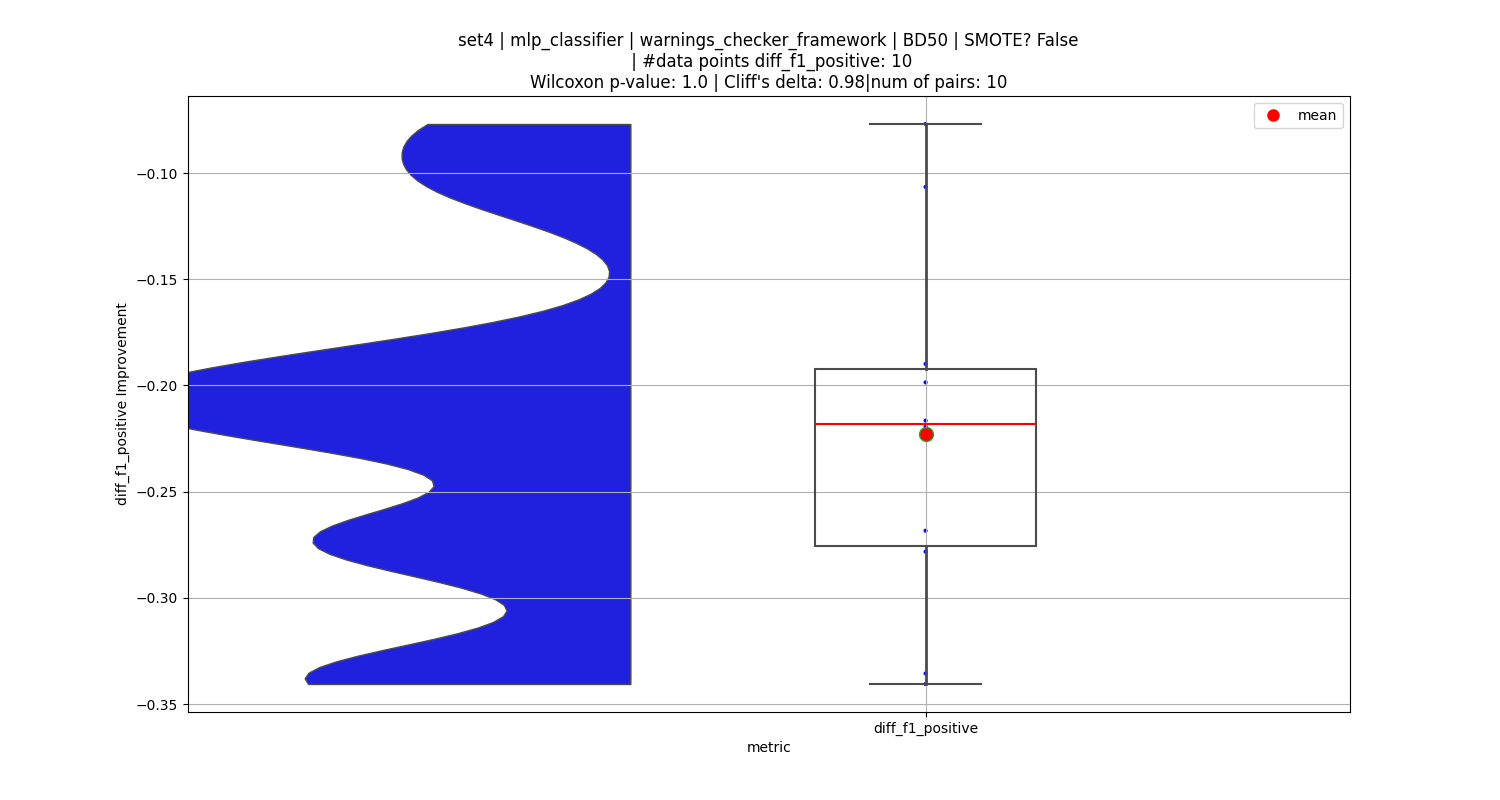 set4 | mlp_classifier | warnings_checker_framework | BD50 | SMOTE? False
| #data points diff_f1_positive: 10
Wilcoxon p-value: 1.0 | Cliff's delta: 0.98|num of pairs: 10
mean
−0.10
−0.15
−0.20
−0.25
−0.30
−0.35
diff_f1_positive Improvement
diff_f1_positive
metric